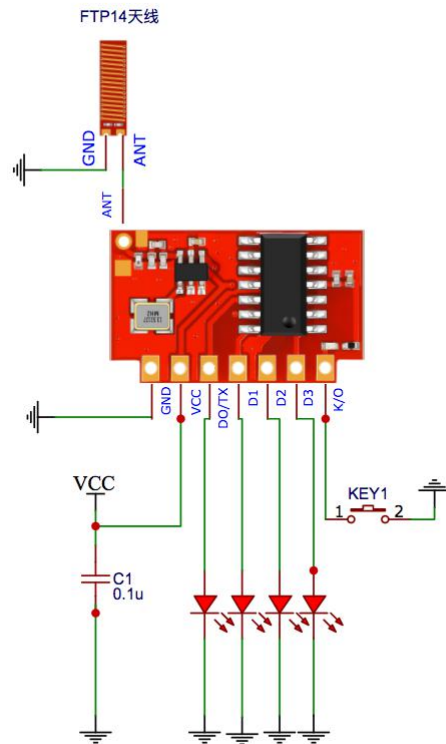 FTP14天线
GND
ANT
ANT
GND
VCC
DO/TX
D1
D2
D3
K/O
VCC
C1
0.1u
KEY1
1
2